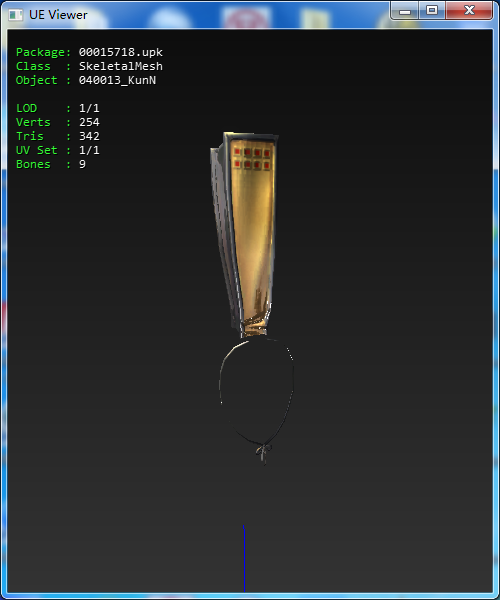 UE Viewer
Package: 00015718.upk
Class : SkeletalMesh
Object : 040013_KunN
LOD : 1/1
Verts : 254
Tris : 342
UV Set : 1/1
Bones : 9